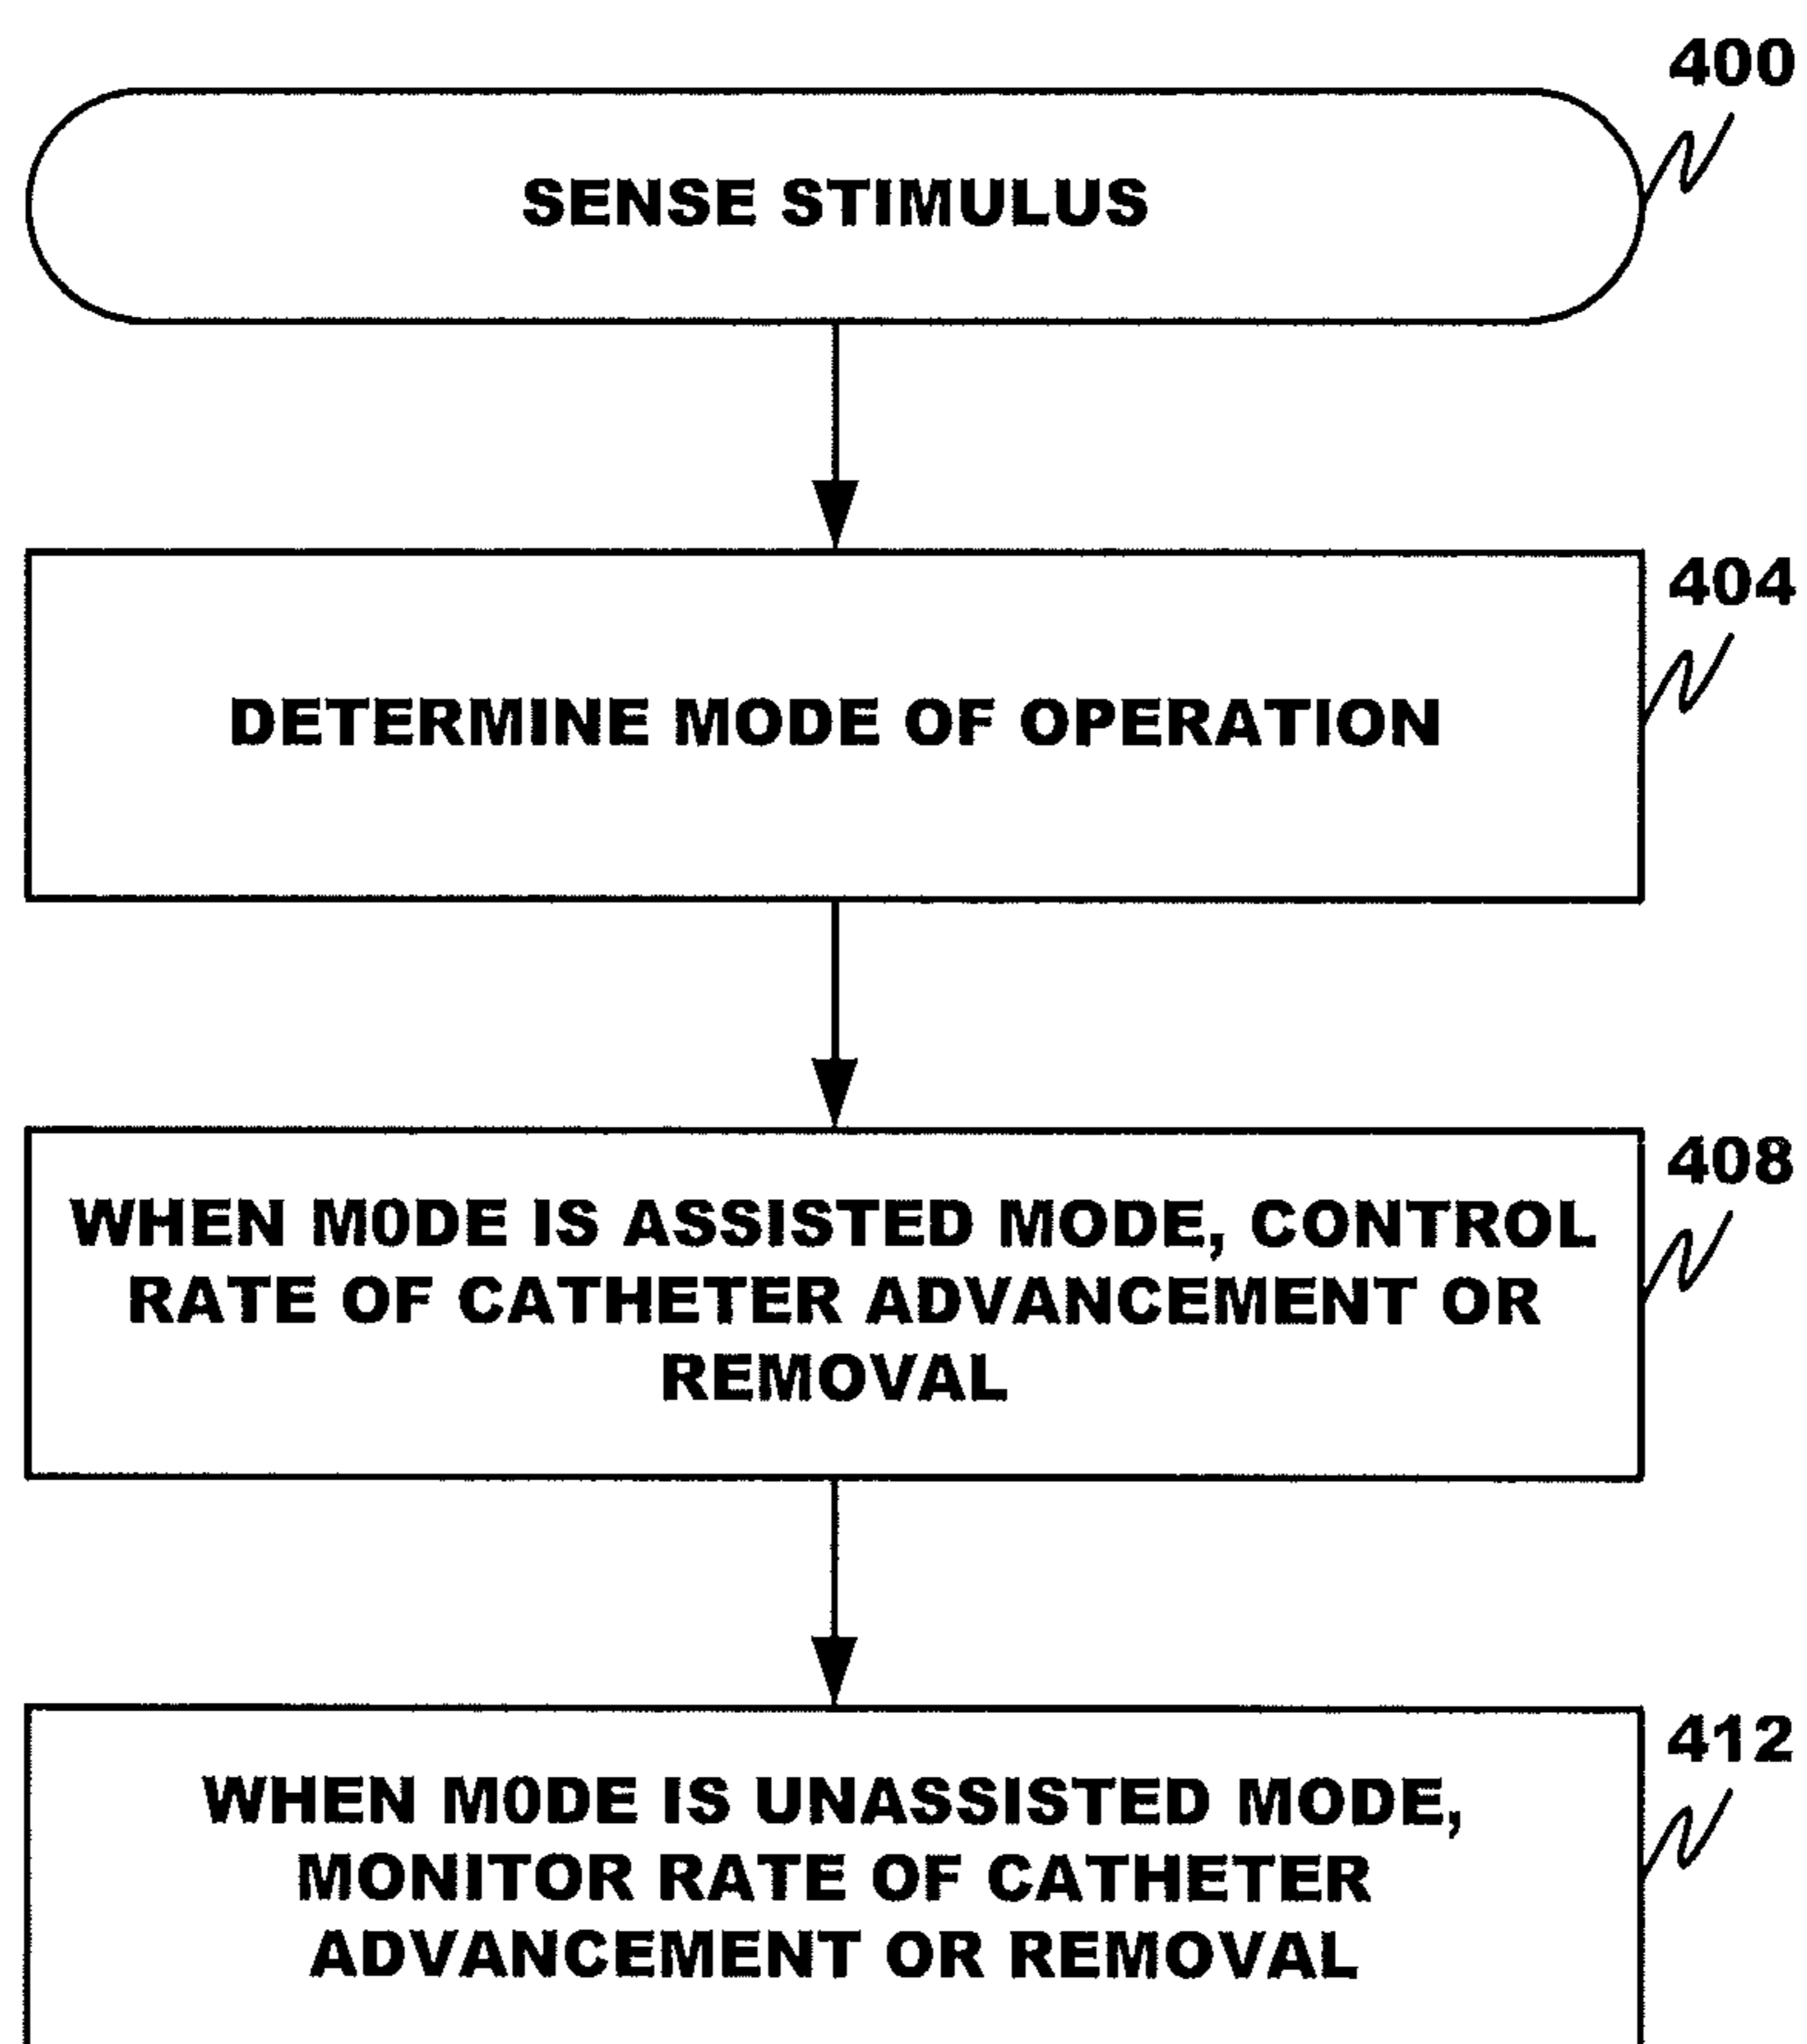 400
SENSE STIMULUS
404
DETERMINE MODE OF OPERATION
408
WHEN MODE IS ASSISTED MODE, CONTROL
RATE OF CATHETER ADVANCEMENT OR
REMOVAL
412
WHEN MODE IS UNASSISTED MODE,
MONITOR RATE OF CATHETER
ADVANCEMENT OR REMOVAL